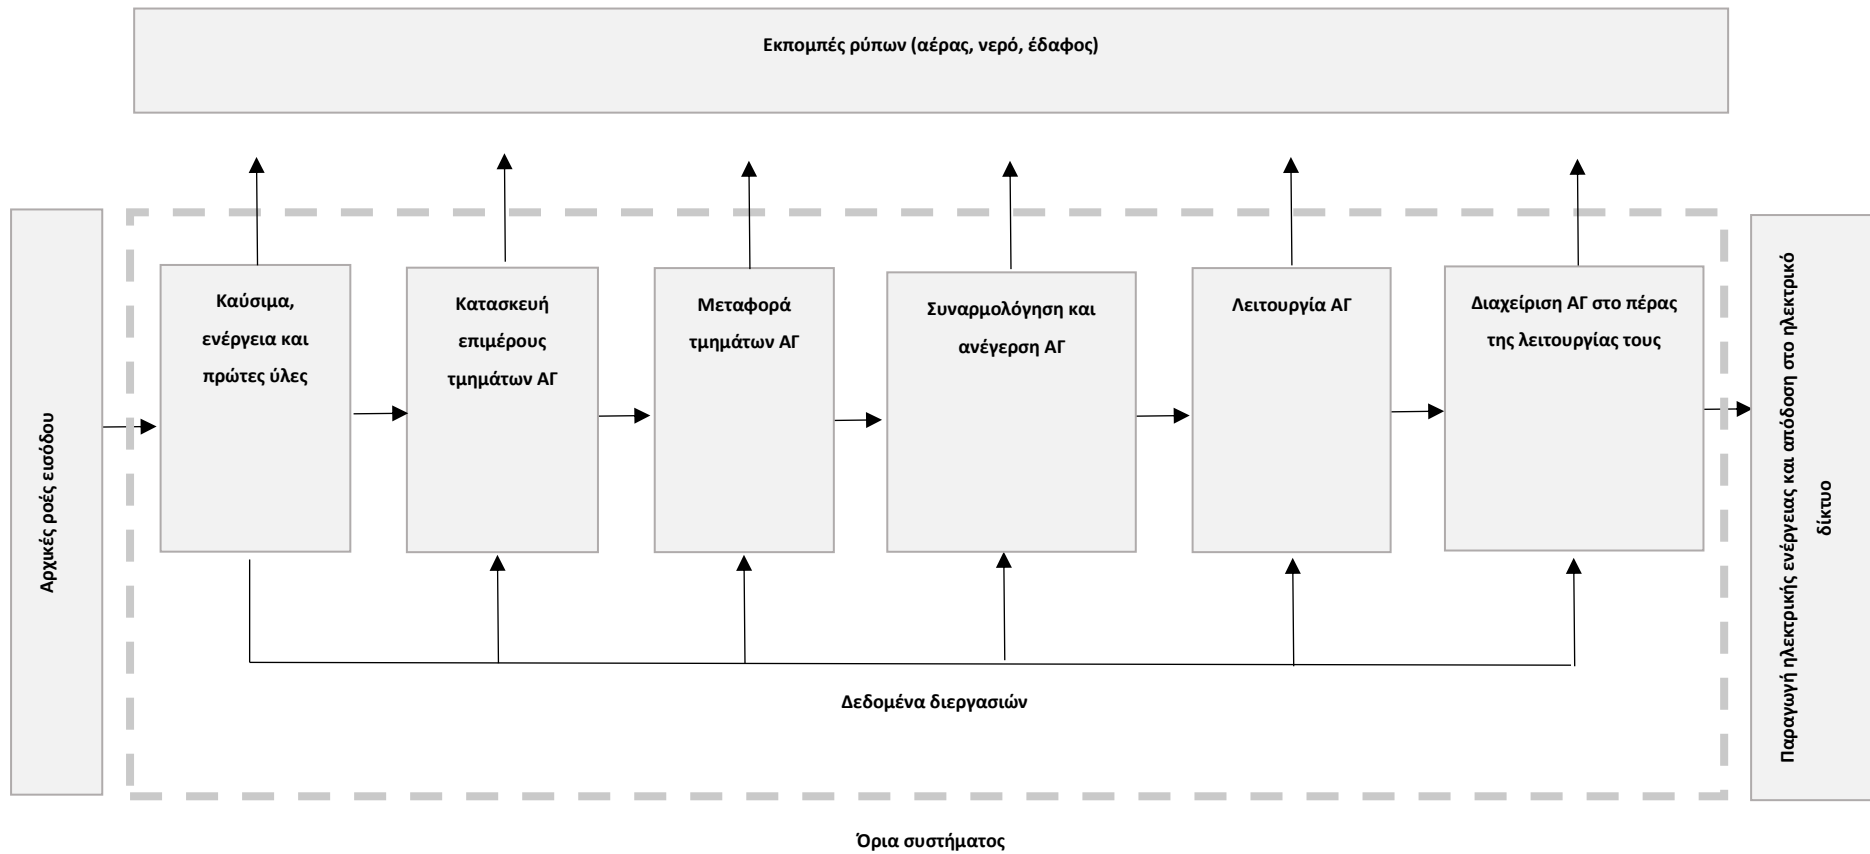 Εκπομπές ρύπων (αέρας, νερό, έδαφος)
Αρχικές ροές εισόδου
Καύσιμα,
ενέργεια και
πρώτες ύλες
Κατασκευή
επιμέρους
τμημάτων ΑΓ
Μεταφορά
τμημάτων ΑΓ
Συναρμολόγηση και
ανέγερση ΑΓ
Λειτουργία ΑΓ
Διαχείριση ΑΓ στο πέρας
της λειτουργίας τους
Παραγωγή ηλεκτρικής ενέργειας και απόδοση στο ηλεκτρικό
δίκτυο
Δεδομένα διεργασιών
Όρια συστήματος